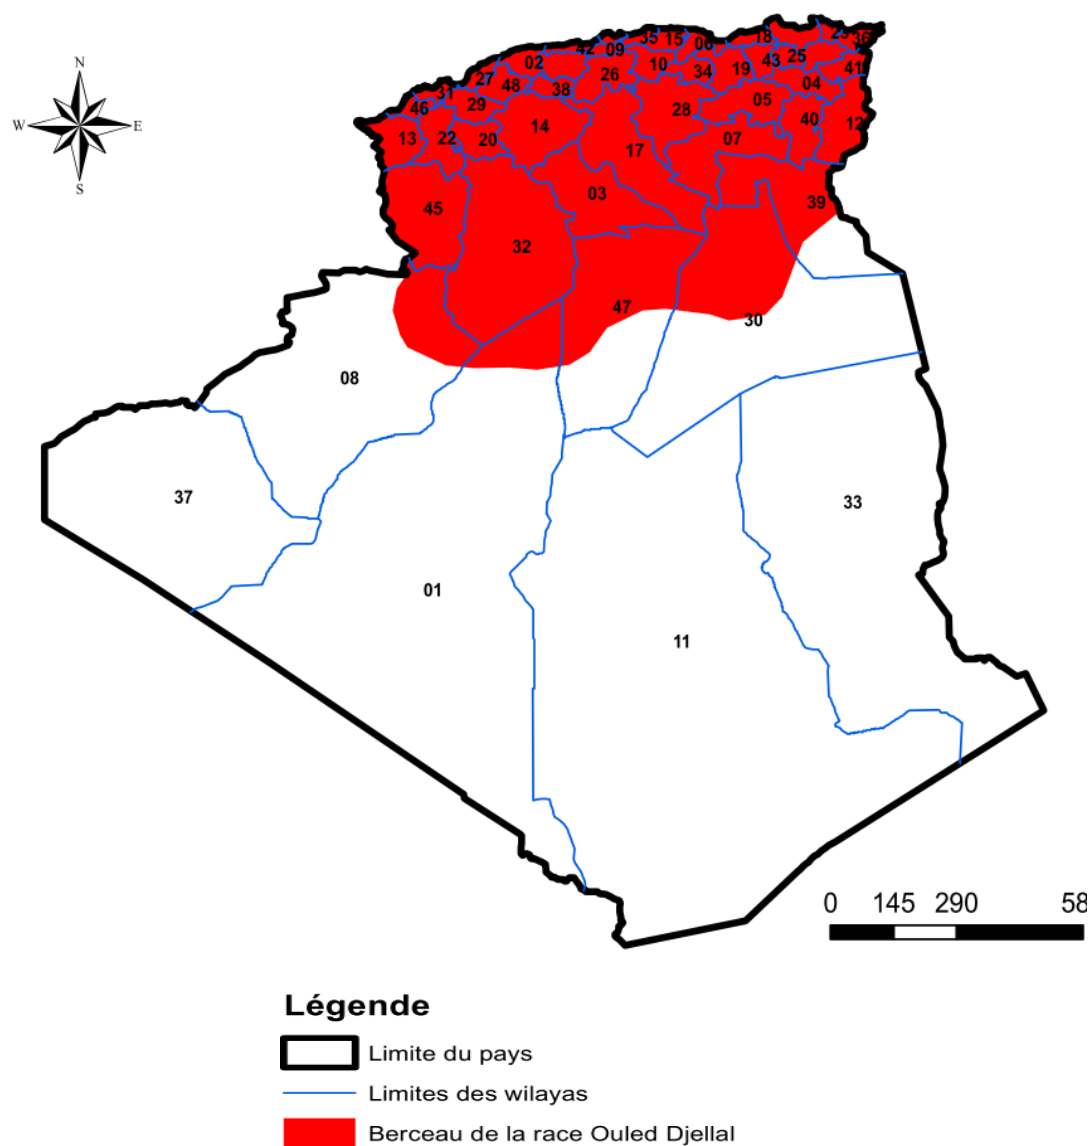 N
W E
S
35 15 06 18 23 36
02 42 09 10 34 19 43 25 41
31 27 48 38 26 04
46 29 28 05 40 12
13 22 20 14 17 07
45 03 39
32
47 30
08
37 33
01
11
0 145 290 58
Légende
Limite du pays
Limites des wilayas
Berceau de la race Ouled Djellal